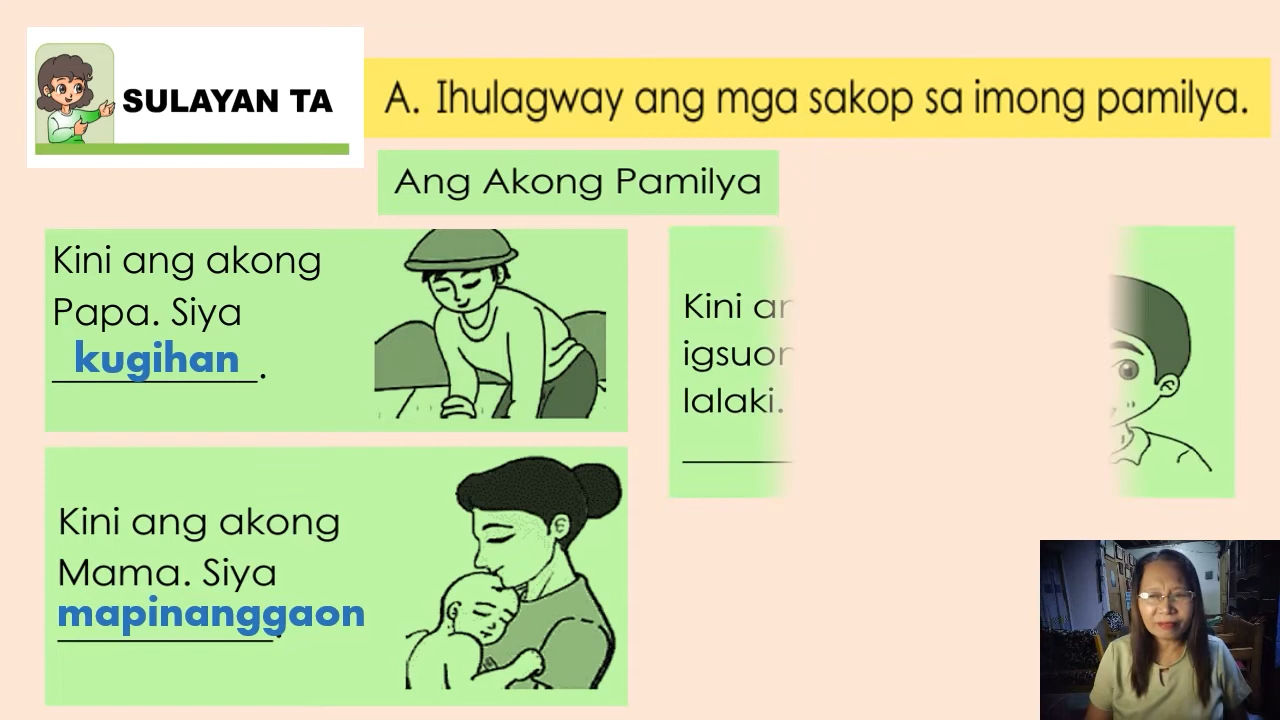 SULAYAN TA
A. Ihulagway ang mga sakop sa imong pamilya.
Ang Akong Pamilya
Kini ang akong
Papa. Siya
kugihan.
Kini ang akong
Mama. Siya
mapinanggaon.
Kini
lalaki.